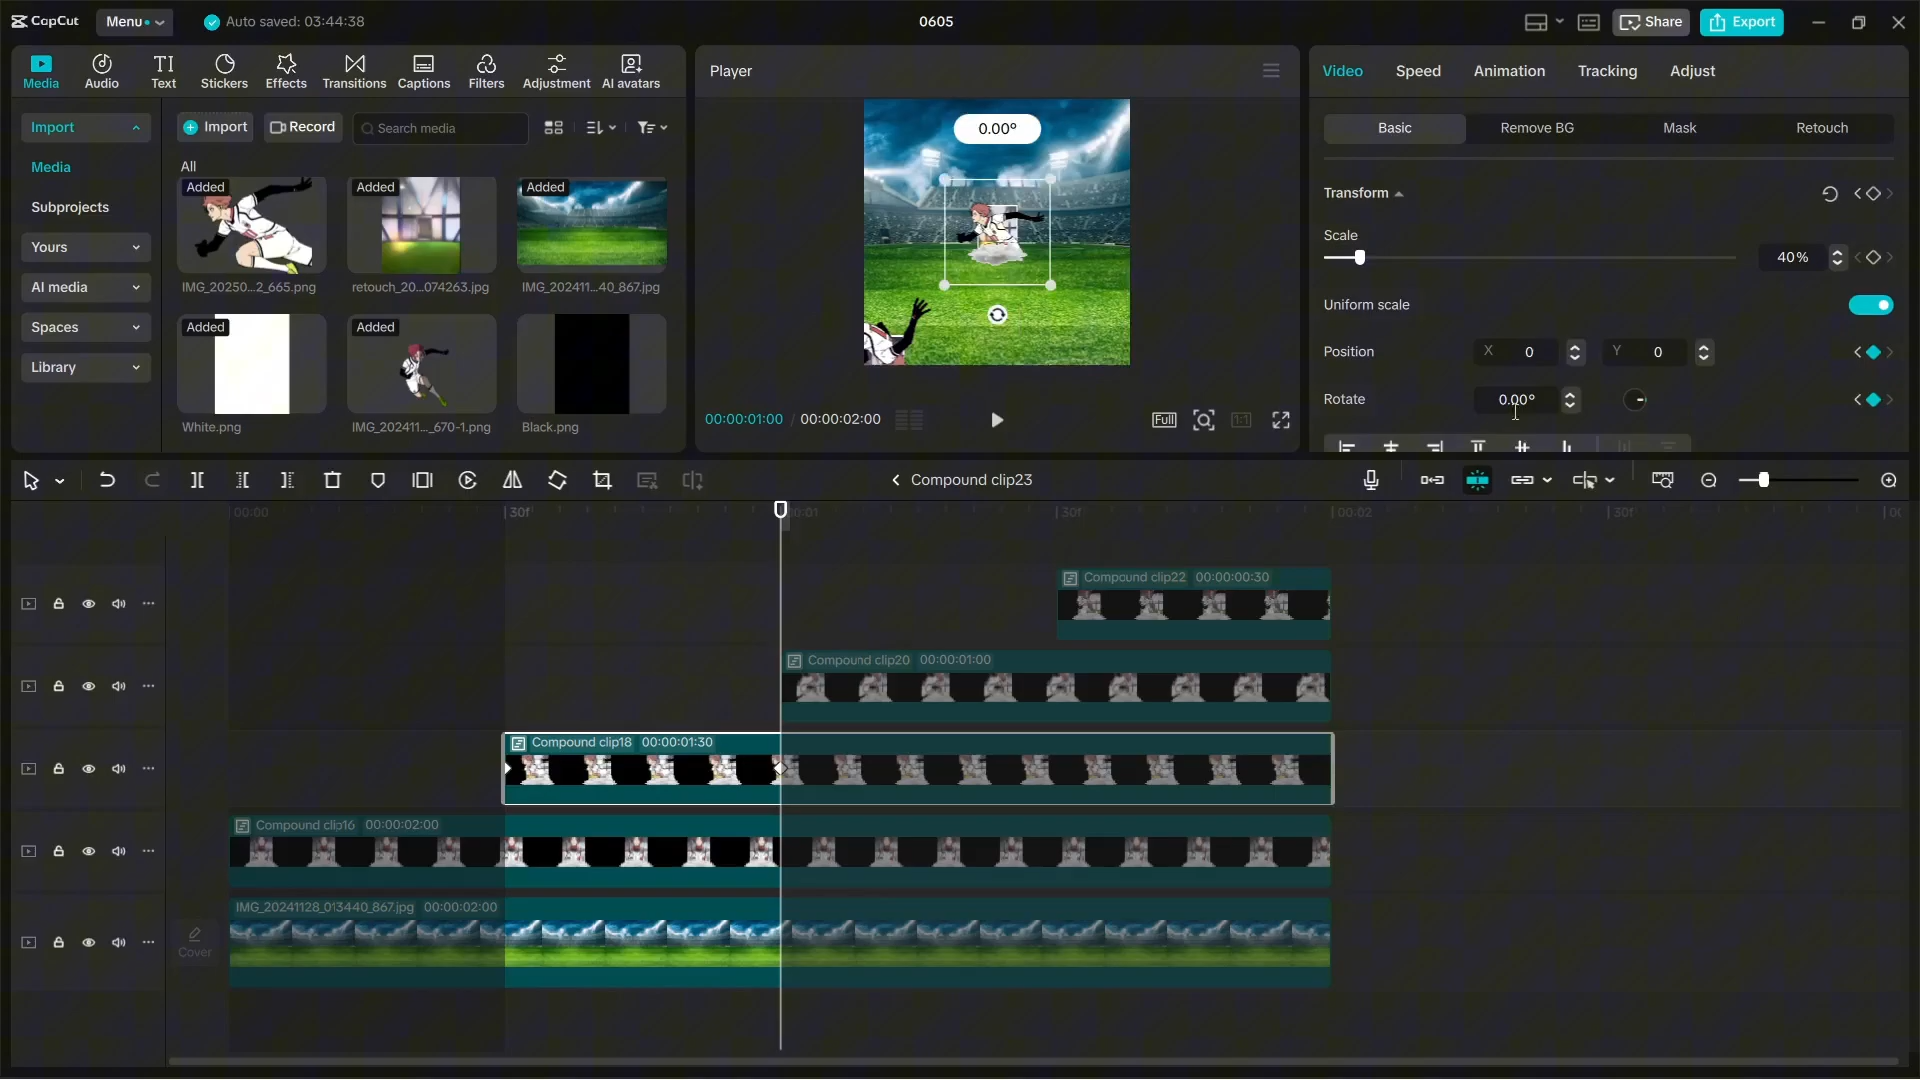 CapCut
Menu
Auto saved: 03:44:38
0605
Share
Export
Media
Audio
Text
Stickers
Effects
Transitions
Captions
Filters
Adjustment
AI avatars
Import
Media
Subprojects
Yours
AI media
Spaces
Library
Import
Record
Search media
All
Added
IMG_20250...2_665.png
Added
retouch_20...074263.jpg
Added
IMG_202411...40_867.jpg
Added
White.png
Added
IMG_202411..._670-1.png
Black.png
Player
0.00°
00:00:01:00 / 00:00:02:00
Full
1:1
Video
Speed
Animation
Tracking
Adjust
Basic
Remove BG
Mask
Retouch
Transform
Scale
40%
Uniform scale
Position
X 0
Y 0
Rotate
0.00°
Compound clip23
00:00
30f
00:01
30f
00:02
30f
Compound clip22 00:00:00:30
Compound clip20 00:00:01:00
Compound clip18 00:00:01:30
Compound clip16 00:00:02:00
IMG_20241128_013440_867.jpg 00:00:02:00
Cover